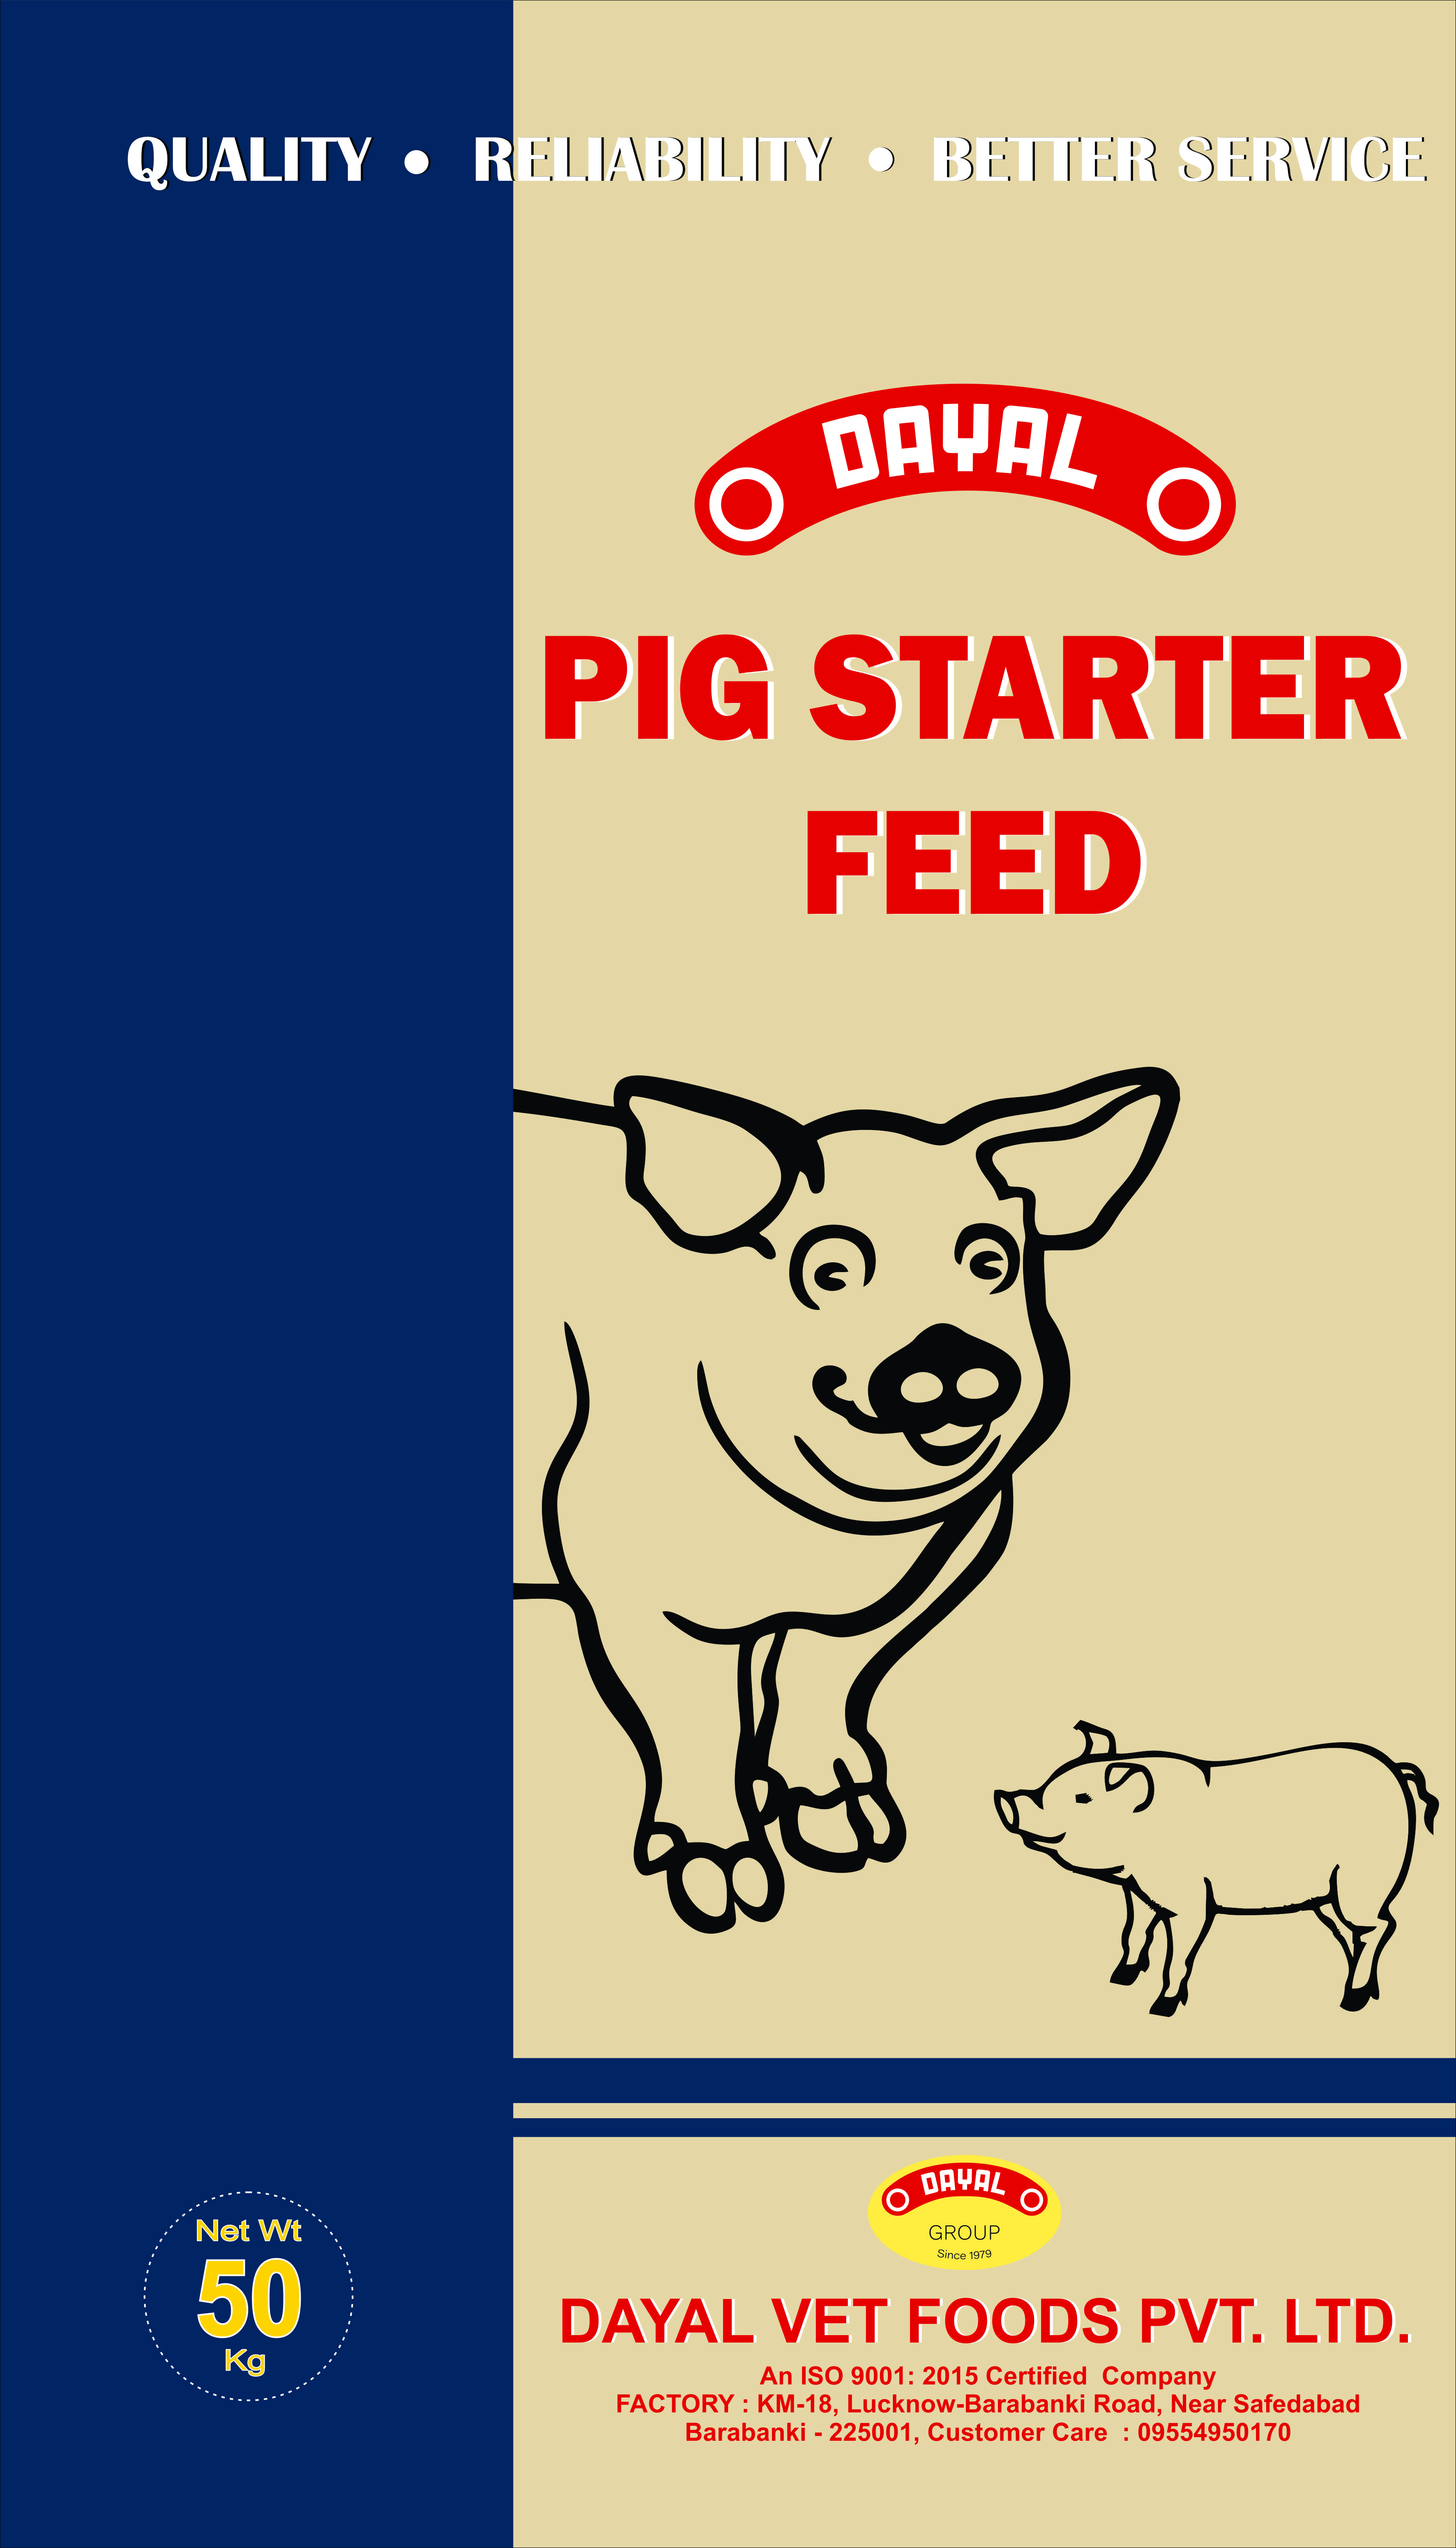 QUALITY • RELIABILITY • BETTER SERVICE
DAYAL
PIG STARTER
FEED
Net Wt
50
Kg
DAYAL
GROUP
Since 1979
DAYAL VET FOODS PVT. LTD.
An ISO 9001: 2015 Certified Company
FACTORY : KM-18, Lucknow-Barabanki Road, Near Safedabad
Barabanki - 225001, Customer Care : 09554950170